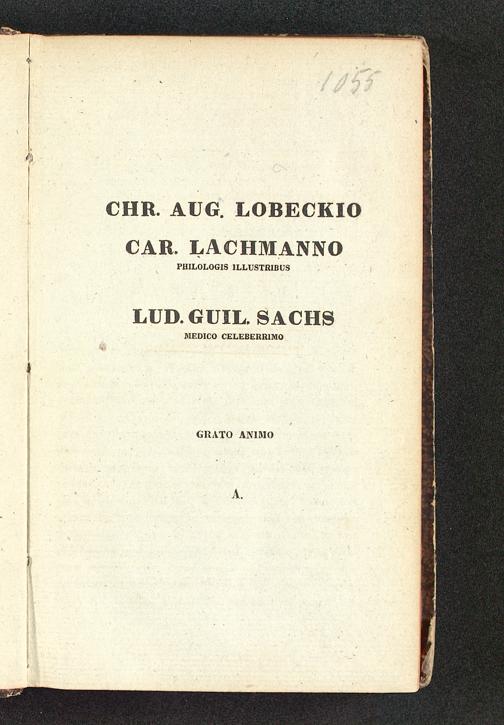 1055
CHR. AUG. LOBECKIO
CAR. LACHMANNO
PHILOLOGIS ILLUSTRIBUS
LUD. GUIL. SACHS
MEDICO CELEBERRIMO
GRATO ANIMO
A.